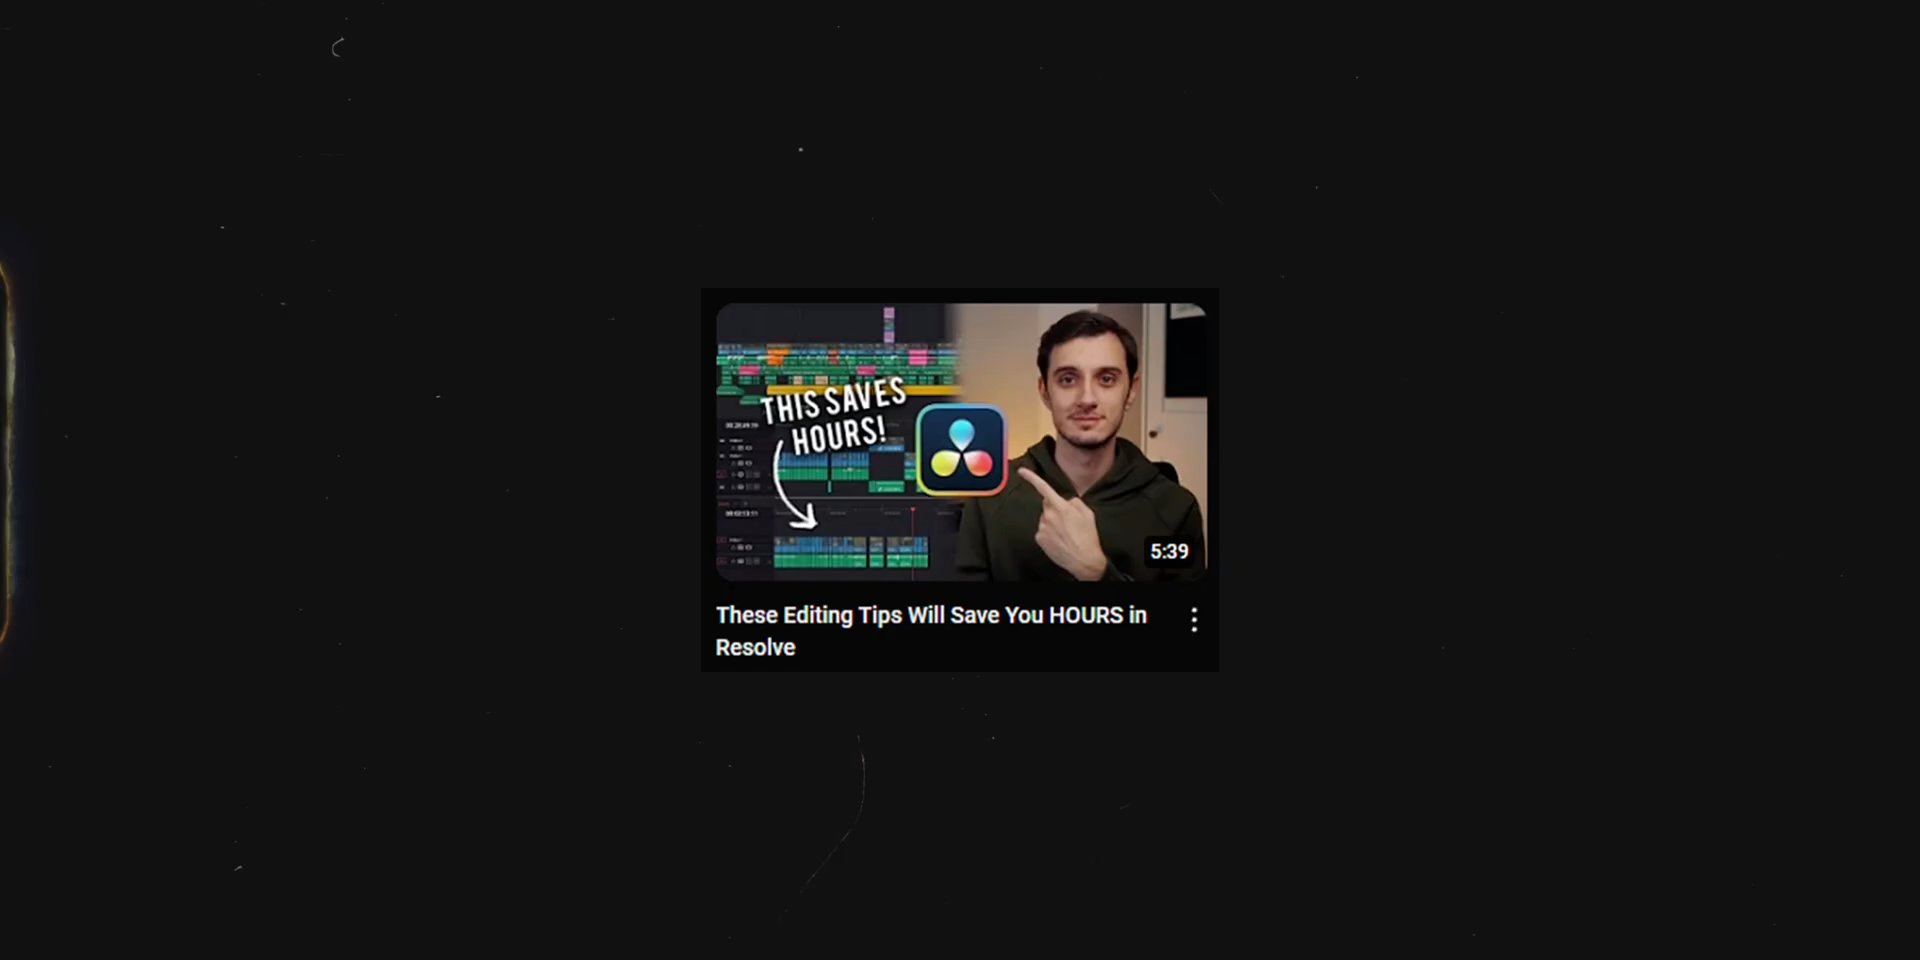 THIS SAVES
HOURS!
5:39
These Editing Tips Will Save You HOURS in
Resolve